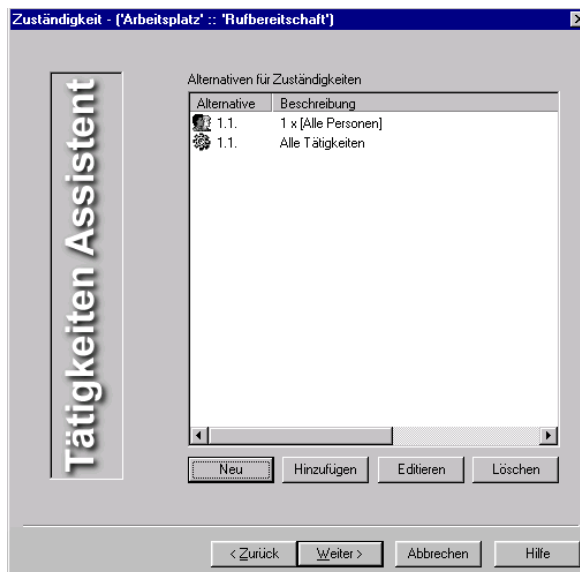 Zuständigkeit - ('Arbeitsplatz' :: 'Rufbereitschaft')
Tätigkeiten Assistent
Alternativen für Zuständigkeiten
Alternative Beschreibung
1.1. 1 x [Alle Personen]
1.1. Alle Tätigkeiten
Neu Hinzufügen Editieren Löschen
< Zurück Weiter > Abbrechen Hilfe